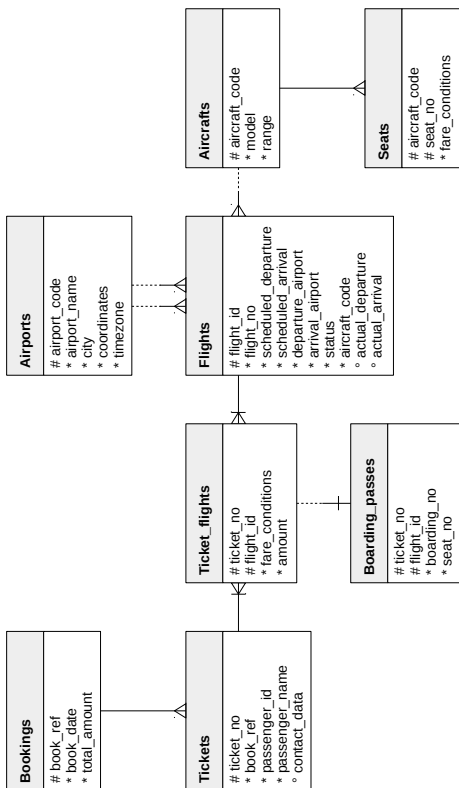 Bookings
# book_ref
* book_date
* total_amount
Airports
# airport_code
* airport_name
* city
* coordinates
* timezone
Tickets
# ticket_no
* book_ref
* passenger_id
* passenger_name
° contact_data
Ticket_flights
# ticket_no
# flight_id
* fare_conditions
* amount
Flights
# flight_id
* flight_no
* scheduled_departure
* scheduled_arrival
* departure_airport
* arrival_airport
* status
* aircraft_code
° actual_departure
° actual_arrival
Aircrafts
# aircraft_code
* model
* range
Boarding_passes
# ticket_no
# flight_id
* boarding_no
* seat_no
Seats
# aircraft_code
# seat_no
* fare_conditions